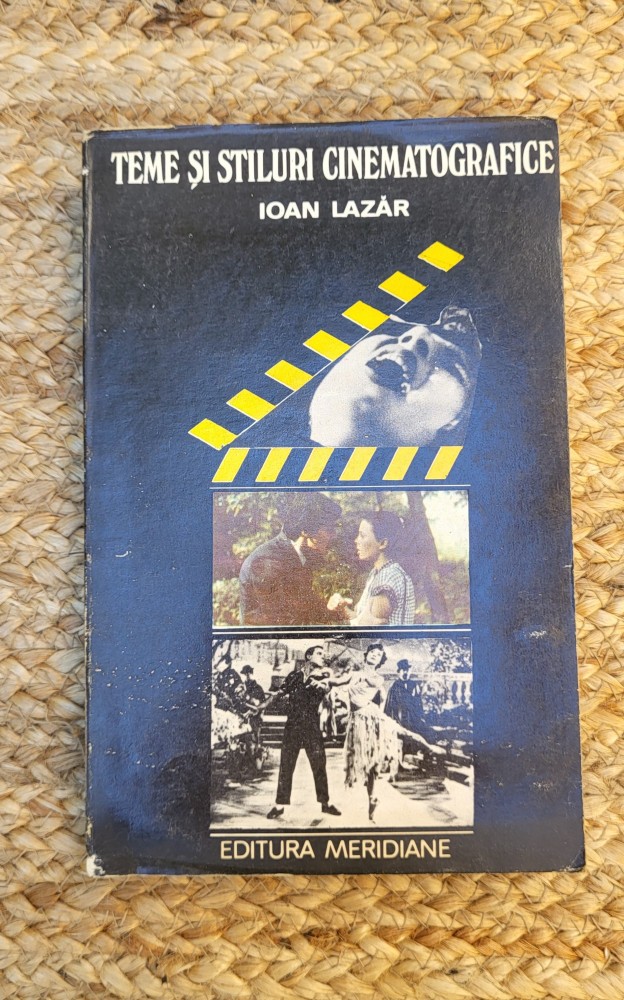 TEME ȘI STILURI CINEMATOGRAFICE
IOAN LAZĂR
EDITURA MERIDIANE